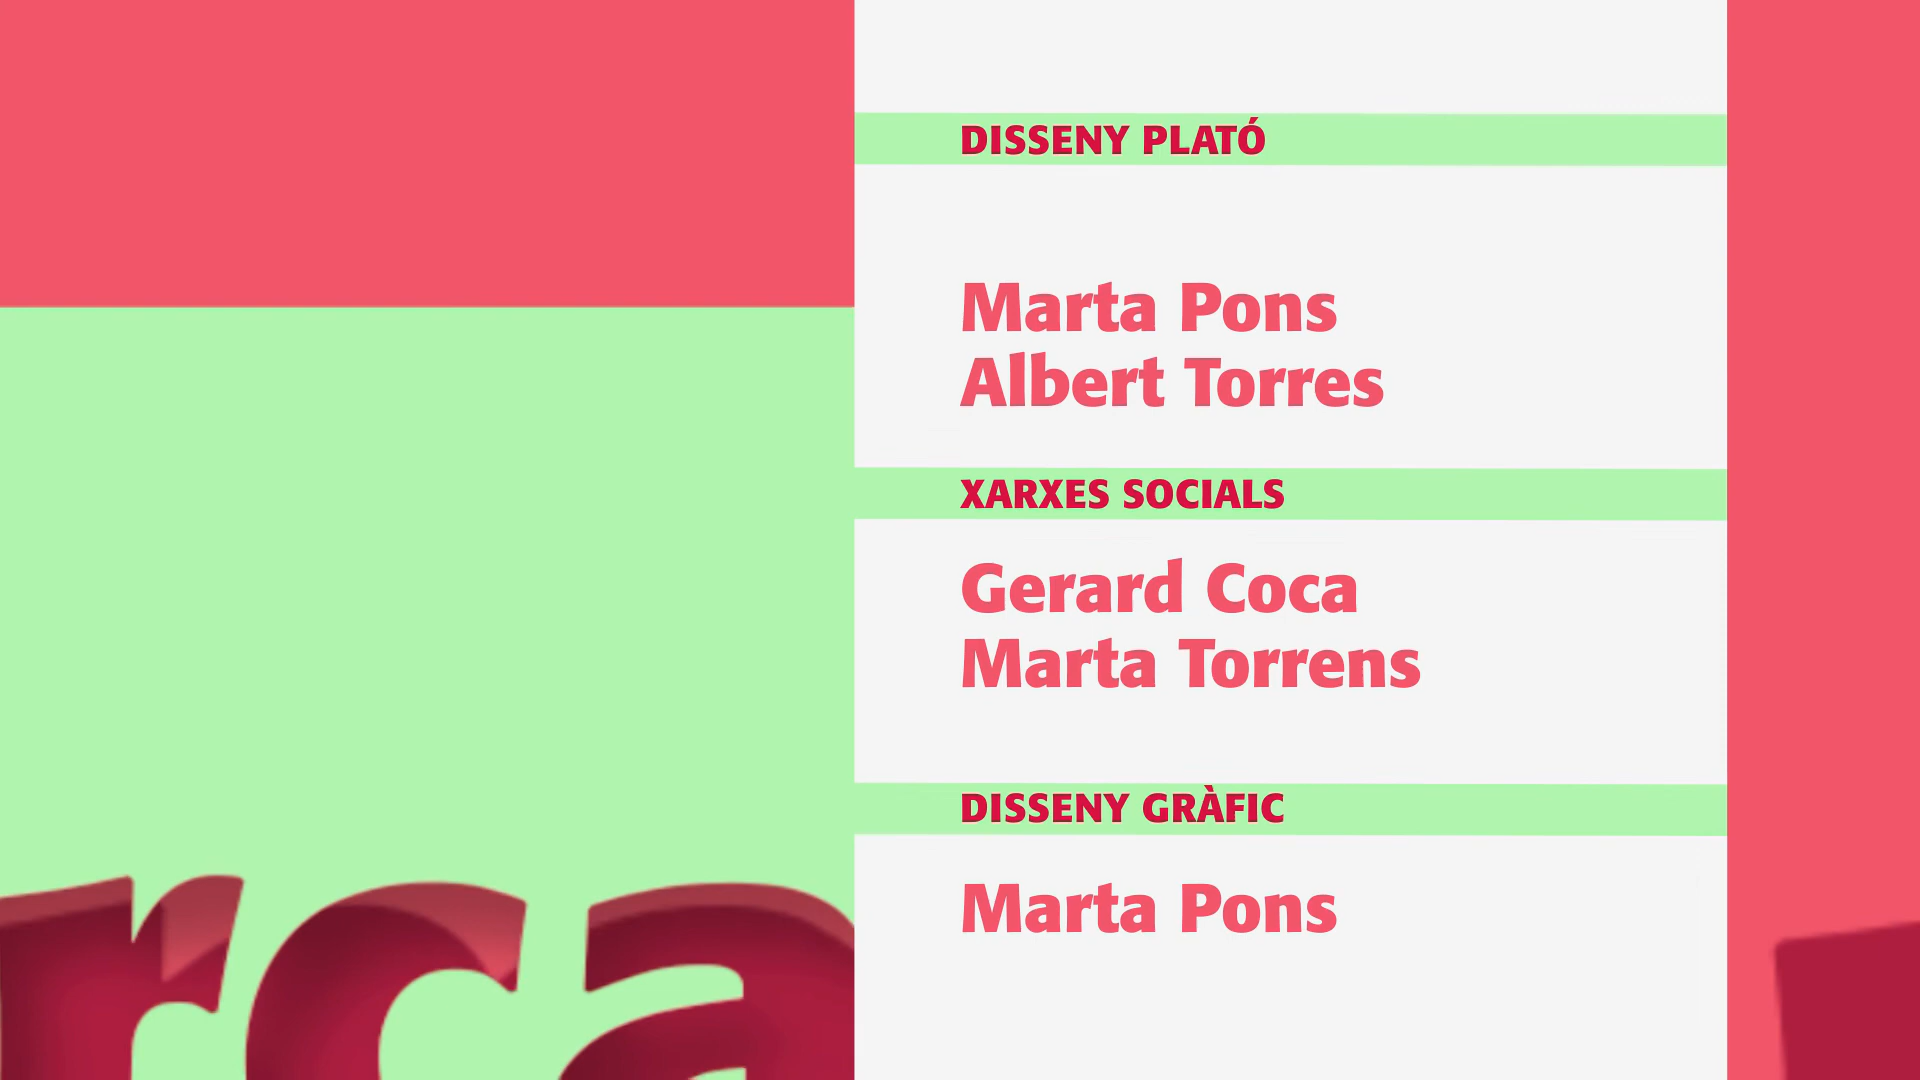 DISSENY PLATÓ
Marta Pons
Albert Torres
XARXES SOCIALS
Gerard Coca
Marta Torrens
DISSENY GRÀFIC
Marta Pons
rca